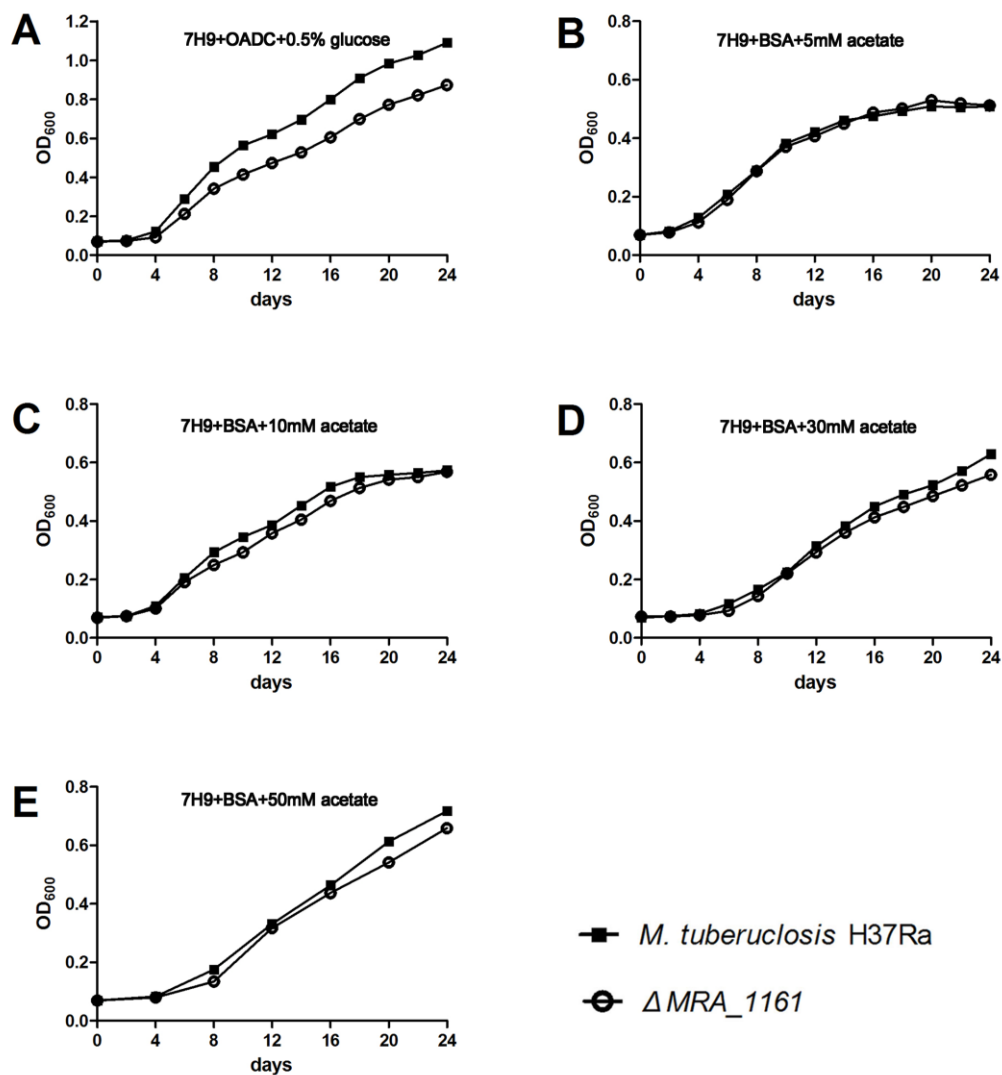 A
7H9+OADC+0.5% glucose
OD600
1.2
1.0
0.8
0.6
0.4
0.2
0.0
0 4 8 12 16 20 24
days
B
7H9+BSA+5mM acetate
OD600
0.8
0.6
0.4
0.2
0.0
0 4 8 12 16 20 24
days
C
7H9+BSA+10mM acetate
OD600
0.8
0.6
0.4
0.2
0.0
0 4 8 12 16 20 24
days
D
7H9+BSA+30mM acetate
OD600
0.8
0.6
0.4
0.2
0.0
0 4 8 12 16 20 24
days
E
7H9+BSA+50mM acetate
OD600
0.8
0.6
0.4
0.2
0.0
0 4 8 12 16 20 24
days
M. tuberuclosis H37Ra
Δ MRA_1161